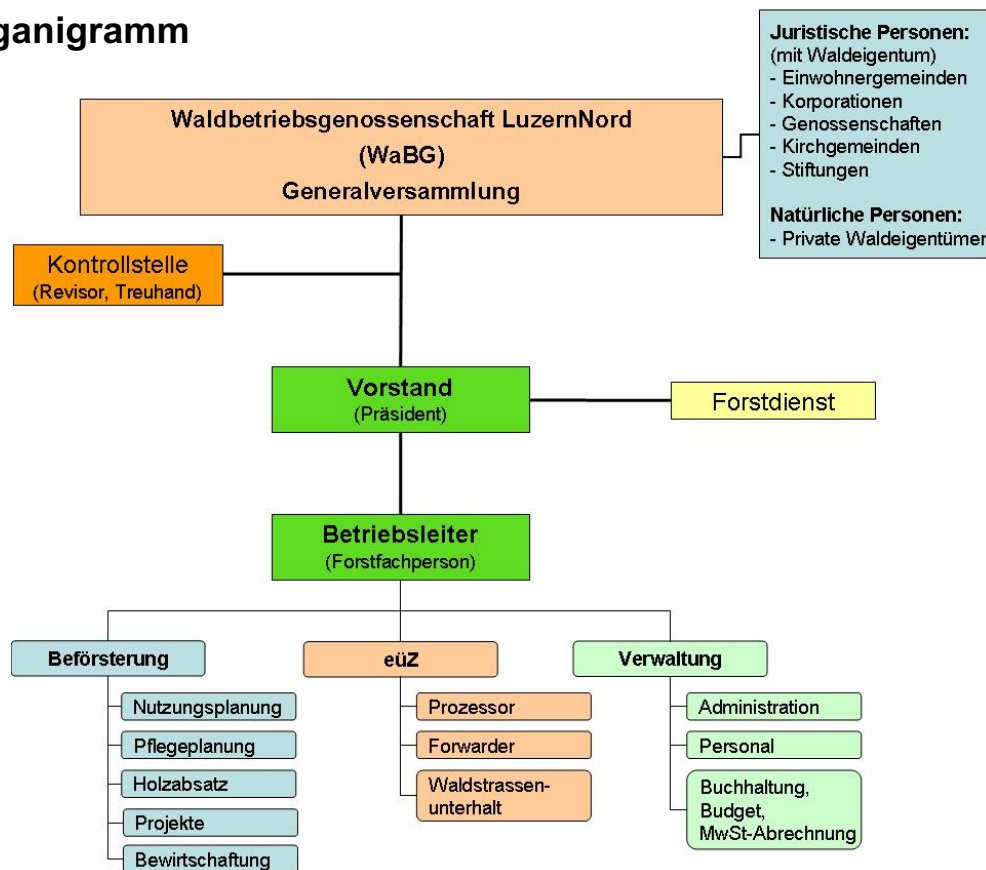 ganigramm
Juristische Personen:
(mit Waldeigentum)
- Einwohnergemeinden
- Korporationen
- Genossenschaften
- Kirchgemeinden
- Stiftungen
Natürliche Personen:
- Private Waldeigentümer
Waldbetriebsgenossenschaft LuzernNord
(WaBG)
Generalversammlung
Kontrollstelle
(Revisor, Treuhand)
Vorstand
(Präsident)
Forstdienst
Betriebsleiter
(Forstfachperson)
Beförsterung
Nutzungsplanung
Pflegeplanung
Holzabsatz
Projekte
Bewirtschaftung
eüZ
Prozessor
Forwarder
Waldstrassen-
unterhalt
Verwaltung
Administration
Personal
Buchhaltung,
Budget,
MwSt-Abrechnung